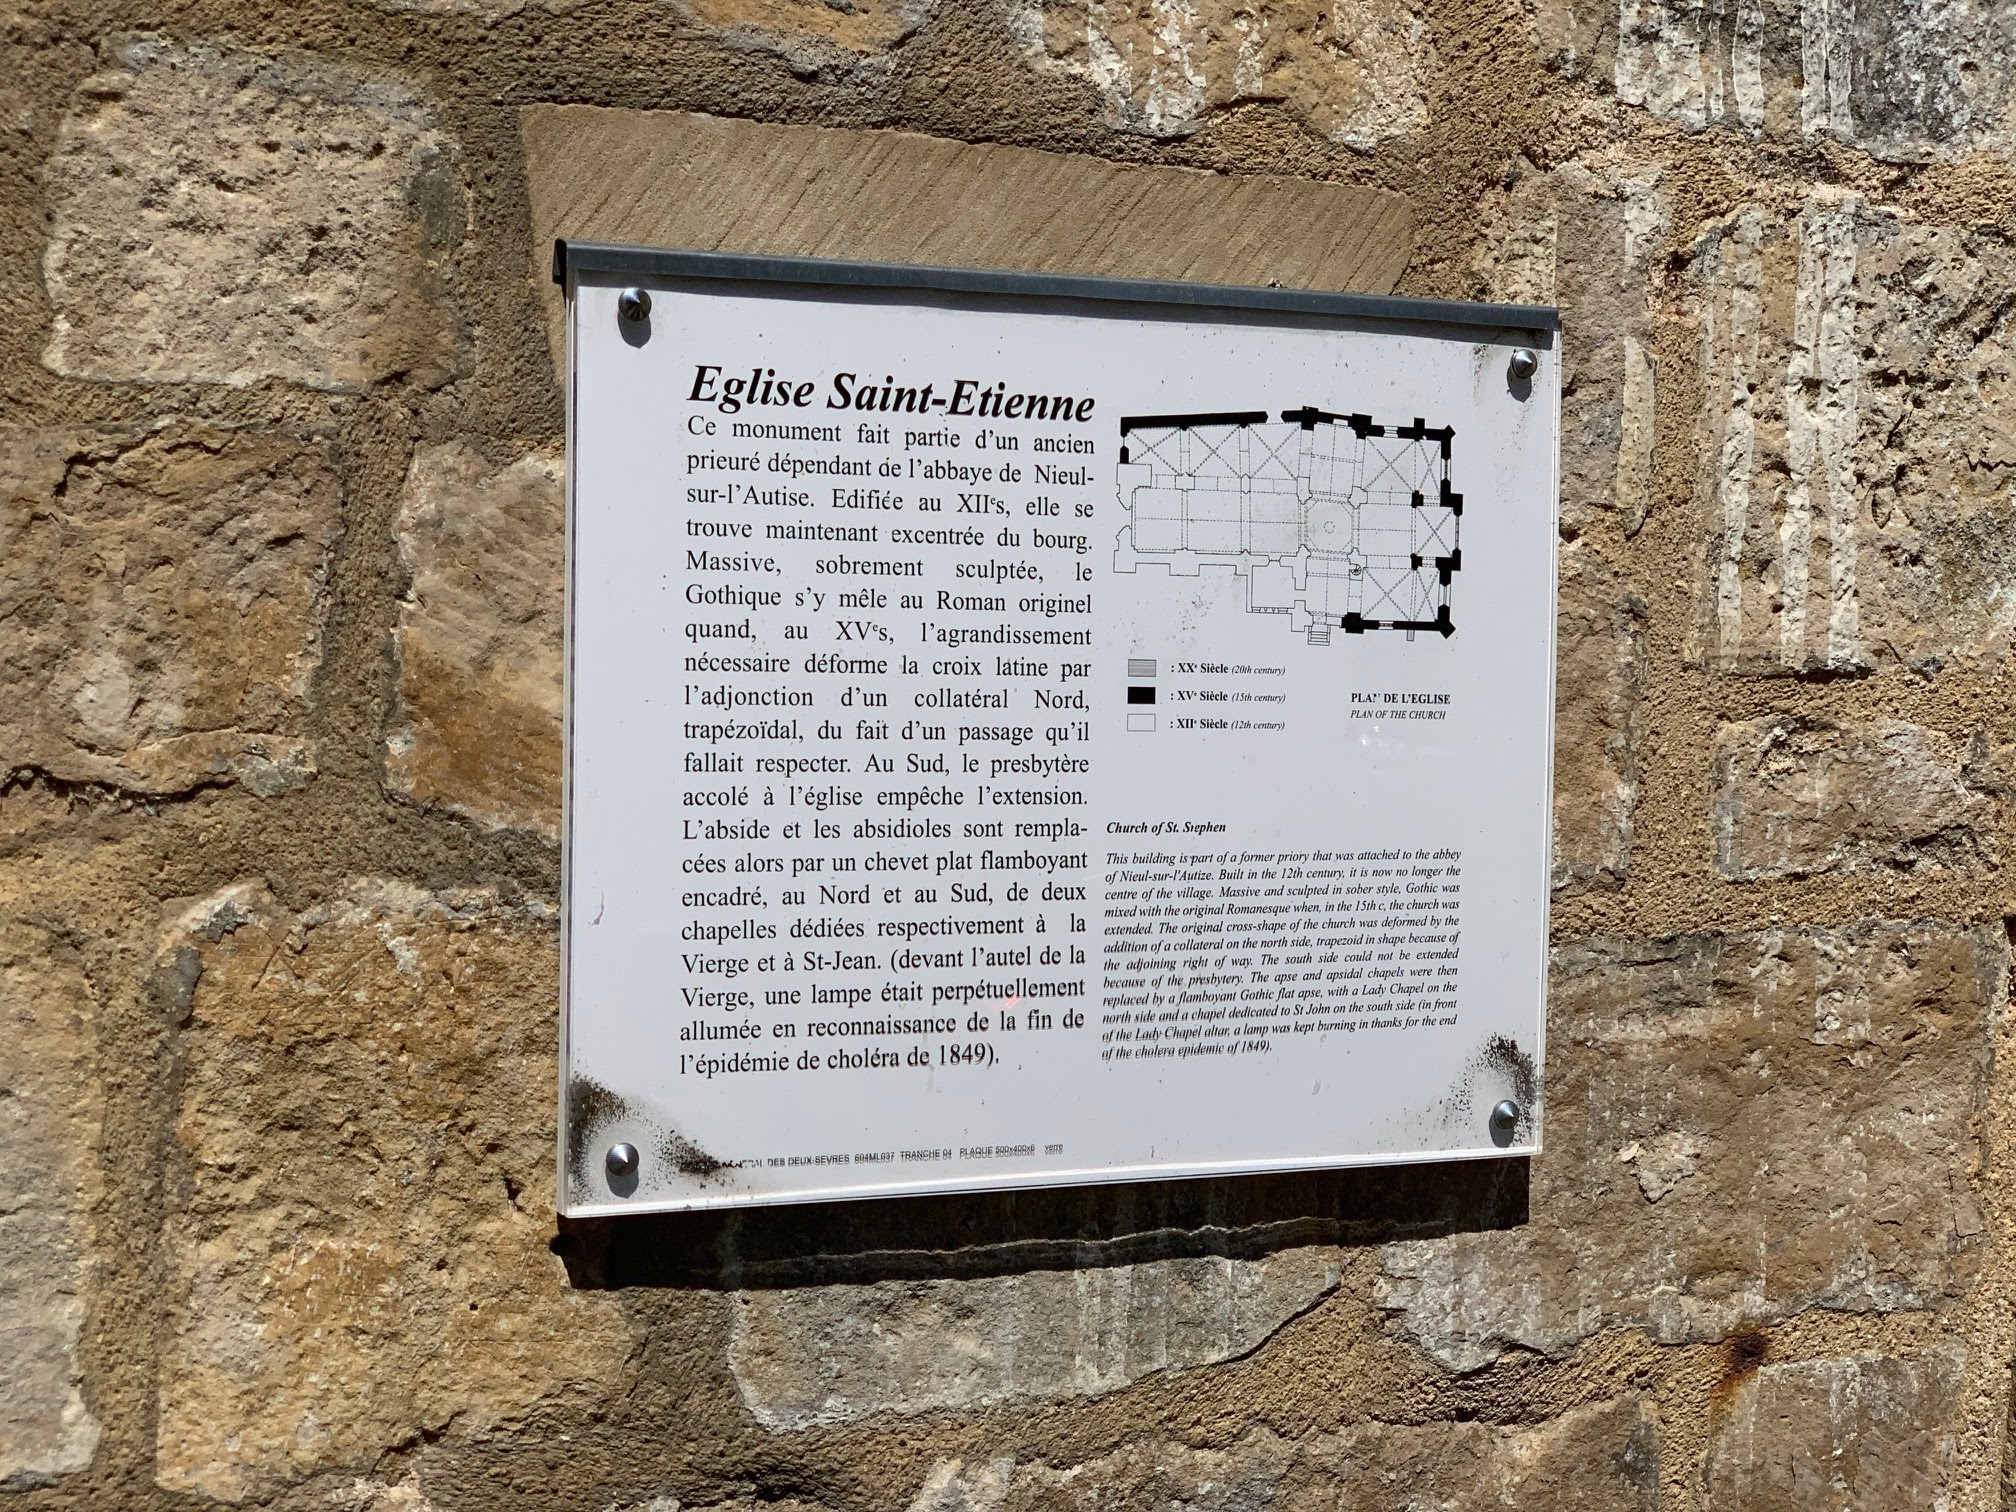 Eglise Saint-Etienne
Ce monument fait partie d'un ancien
prieuré dépendant de l'abbaye de Nieul-
sur-l'Autise. Edifiée au XIIᵉs, elle se
trouve maintenant excentrée du bourg.
Massive, sobrement sculptée, le
Gothique s'y mêle au Roman originel
quand, au XVᵉs, l'agrandissement
nécessaire déforme la croix latine par
l'adjonction d'un collatéral Nord,
trapézoïdal, du fait d'un passage qu'il
fallait respecter. Au Sud, le presbytère
accolé à l'église empêche l'extension.
L'abside et les absidioles sont rempla-
cées alors par un chevet plat flamboyant
encadré, au Nord et au Sud, de deux
chapelles dédiées respectivement à la
Vierge et à St-Jean. (devant l'autel de la
Vierge, une lampe était perpétuellement
allumée en reconnaissance de la fin de
l'épidémie de choléra de 1849).
: XXᵉ Siècle (20th century)
: XVᵉ Siècle (15th century)
: XIIᵉ Siècle (12th century)
PLAN DE L'EGLISE
PLAN OF THE CHURCH
Church of St. Stephen
This building is part of a former priory that was attached to the abbey
of Nieul-sur-l'Autize. Built in the 12th century, it is now no longer the
centre of the village. Massive and sculpted in sober style, Gothic was
mixed with the original Romanesque when, in the 15th c, the church was
extended. The original cross-shape of the church was deformed by the
addition of a collateral on the north side, trapezoid in shape because of
the adjoining right of way. The south side could not be extended
because of the presbytery. The apse and apsidal chapels were then
replaced by a flamboyant Gothic flat apse, with a Lady Chapel on the
north side and a chapel dedicated to St John on the south side (in front
of the Lady Chapel altar, a lamp was kept burning in thanks for the end
of the cholera epidemic of 1849).
DES DEUX-SEVRES 604ML037 TRANCHE 04 PLAQUE 500x400x6 verre